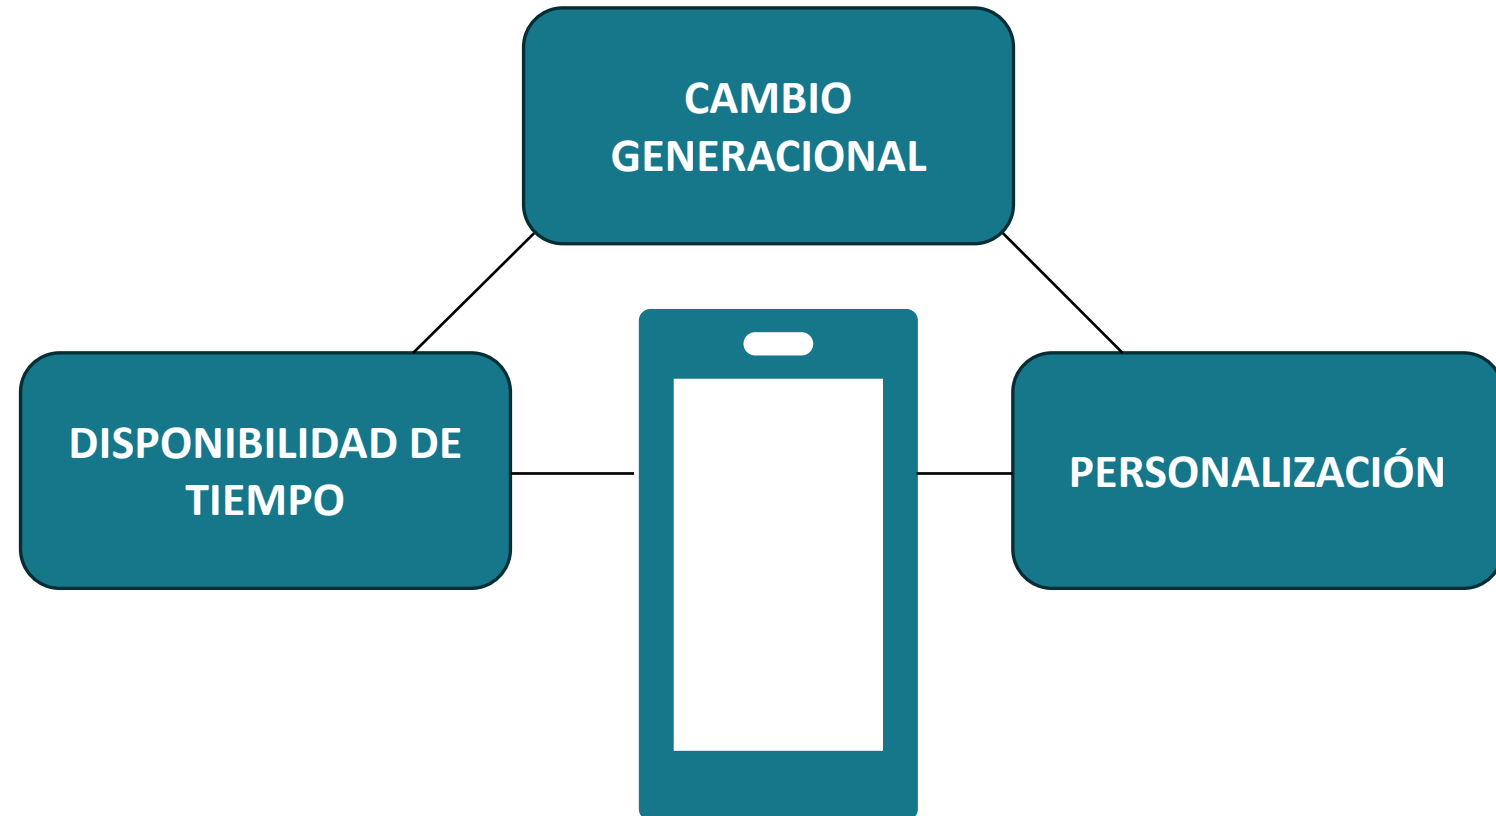 CAMBIO
GENERACIONAL
DISPONIBILIDAD DE
TIEMPO
PERSONALIZACIÓN